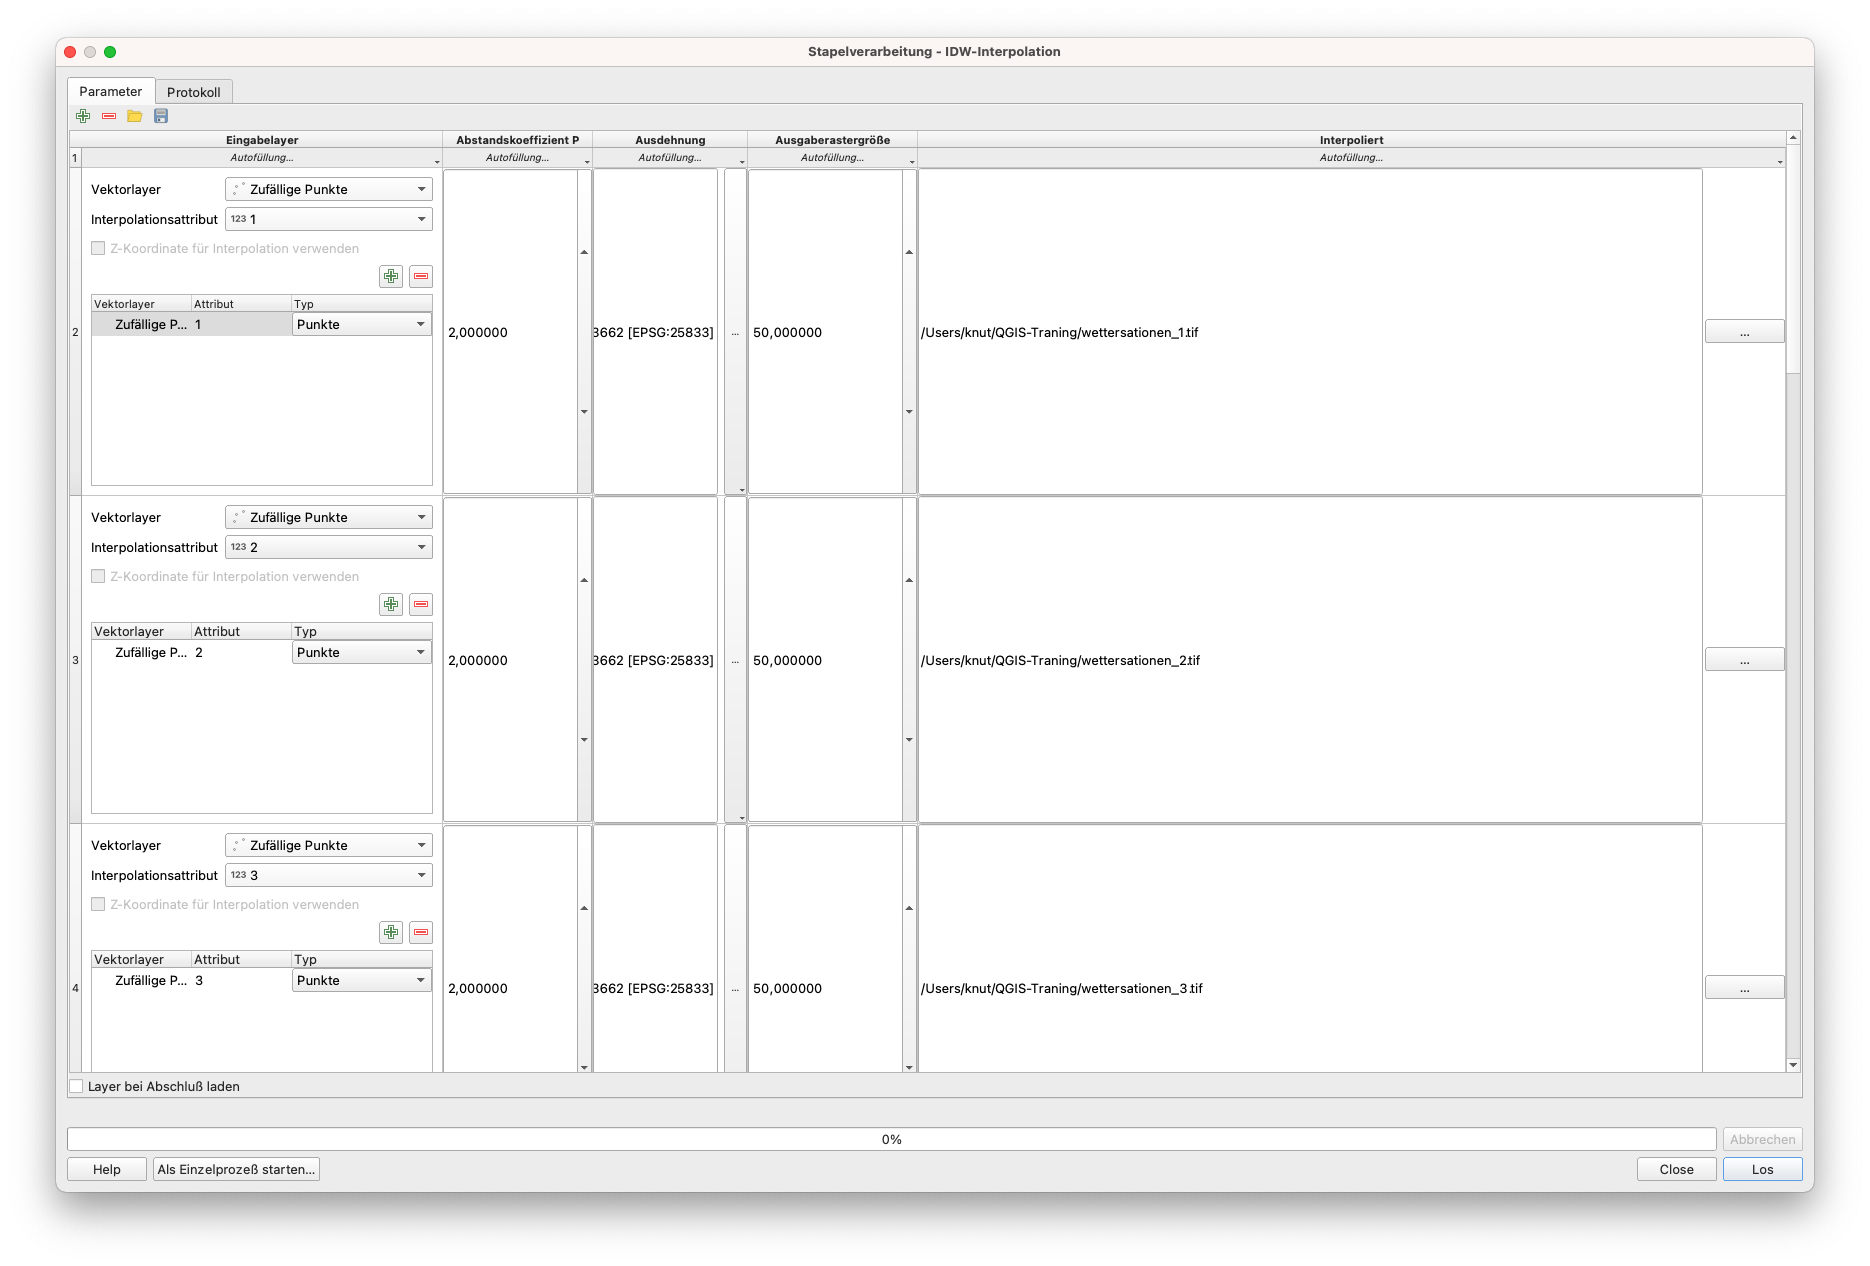 Stapelverarbeitung - IDW-Interpolation
Parameter
Protokoll
Eingabelayer Abstandskoeffizient P Ausdehnung Ausgaberastergröße Interpoliert
1 Autofüllung... Autofüllung... Autofüllung... Autofüllung... Autofüllung...
Vektorlayer Zufällige Punkte
Interpolationsattribut 123 1
Z-Koordinate für Interpolation verwenden
Vektorlayer Attribut Typ
Zufällige P... 1 Punkte
2 2,000000 3662 [EPSG:25833] ... 50,000000 /Users/knut/QGIS-Traning/wettersationen_1.tif ...
Vektorlayer Zufällige Punkte
Interpolationsattribut 123 2
Z-Koordinate für Interpolation verwenden
Vektorlayer Attribut Typ
Zufällige P... 2 Punkte
3 2,000000 3662 [EPSG:25833] ... 50,000000 /Users/knut/QGIS-Traning/wettersationen_2.tif ...
Vektorlayer Zufällige Punkte
Interpolationsattribut 123 3
Z-Koordinate für Interpolation verwenden
Vektorlayer Attribut Typ
Zufällige P... 3 Punkte
4 2,000000 3662 [EPSG:25833] ... 50,000000 /Users/knut/QGIS-Traning/wettersationen_3.tif ...
Layer bei Abschluß laden
0%
Abbrechen
Help
Als Einzelprozeß starten...
Close
Los